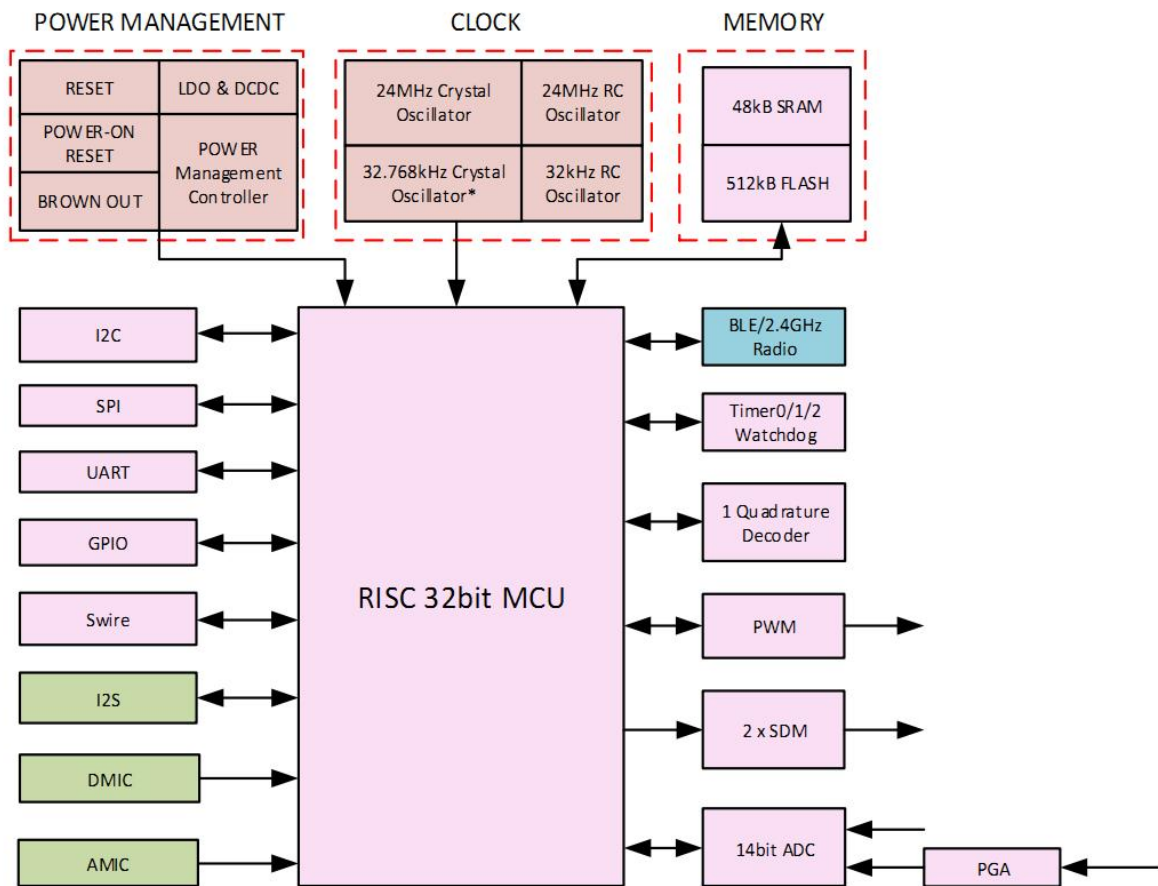 POWER MANAGEMENT
CLOCK
MEMORY
RESET
LDO & DCDC
POWER-ON
RESET
POWER
Management
Controller
BROWN OUT
24MHz Crystal
Oscillator
24MHz RC
Oscillator
32.768kHz Crystal
Oscillator*
32kHz RC
Oscillator
48kB SRAM
512kB FLASH
I2C
SPI
UART
GPIO
Swire
I2S
DMIC
AMIC
RISC 32bit MCU
BLE/2.4GHz
Radio
Timer0/1/2
Watchdog
1 Quadrature
Decoder
PWM
2 x SDM
14bit ADC
PGA